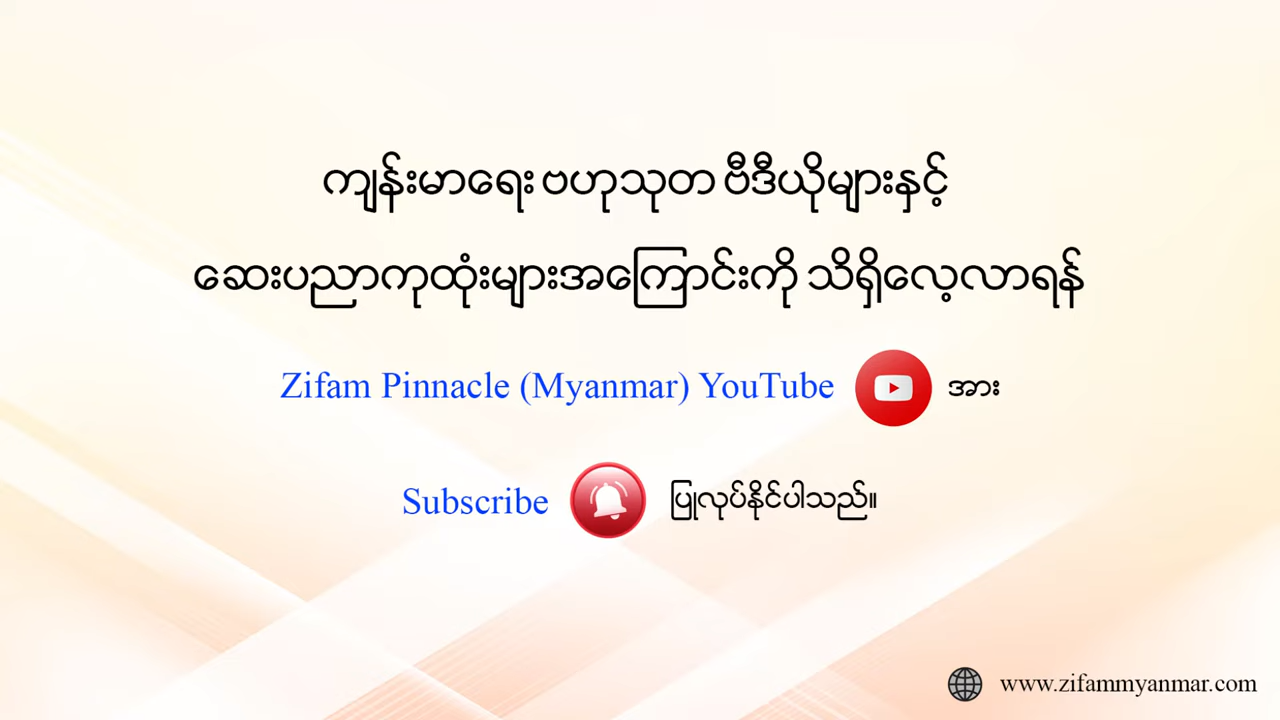 ကျန်းမာရေး ဗဟုသုတ ဗီဒီယိုများနှင့်
ဆေးပညာကုထုံးများအကြောင်းကို သိရှိလေ့လာရန်
Zifam Pinnacle (Myanmar) YouTube အား
Subscribe ပြုလုပ်နိုင်ပါသည်။
www.zifammyanmar.com